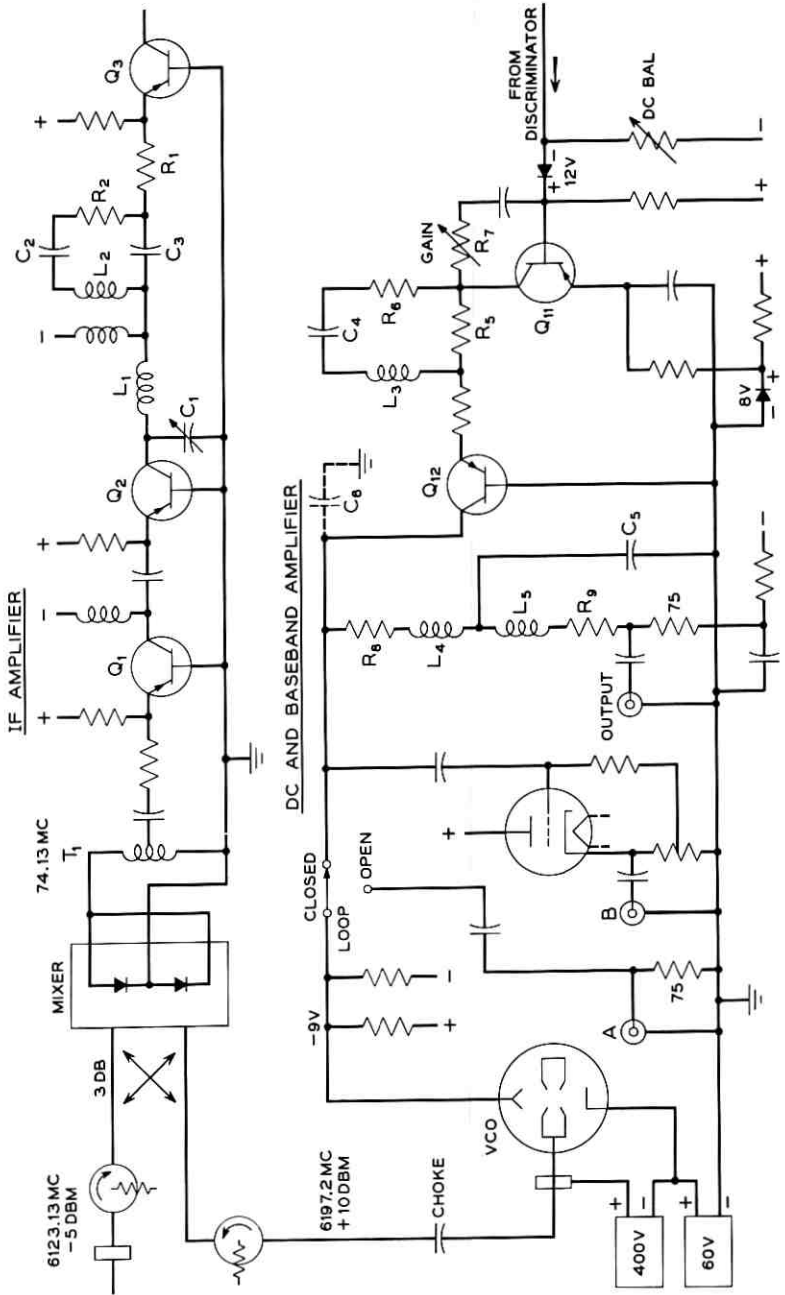 IF AMPLIFIER
6123.13 MC
-5 DBM
3 DB
MIXER
74.13 MC
T1
+
Q1
-
+
Q2
C1
L1
-
L2
C2
R2
C3
R1
+
Q3
6197.2 MC
+10 DBM
CHOKE
VCO
400V
+
-
60V
+
-
DC AND BASEBAND AMPLIFIER
-9V
+
-
CLOSED
LOOP
OPEN
A
75
B
+
OUTPUT
R8
L4
L5
R9
75
C5
-
C6
Q12
L3
C4
R6
R5
GAIN
R7
Q11
8V
-
+
+
12V
+
-
FROM
DISCRIMINATOR
DC BAL
+
-